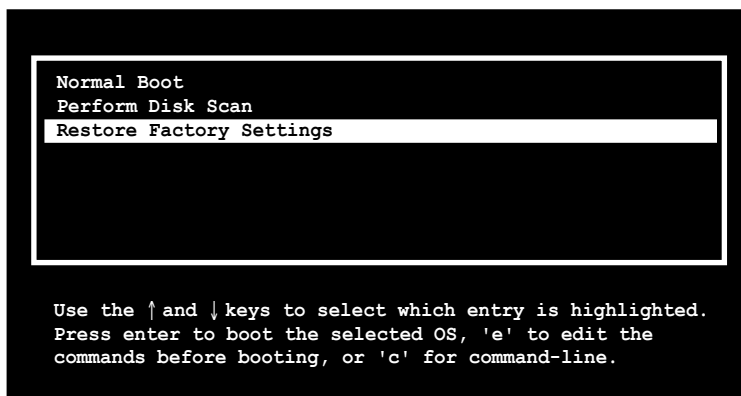 Normal Boot
Perform Disk Scan
Restore Factory Settings
Use the ↑ and ↓ keys to select which entry is highlighted.
Press enter to boot the selected OS, 'e' to edit the
commands before booting, or 'c' for command-line.